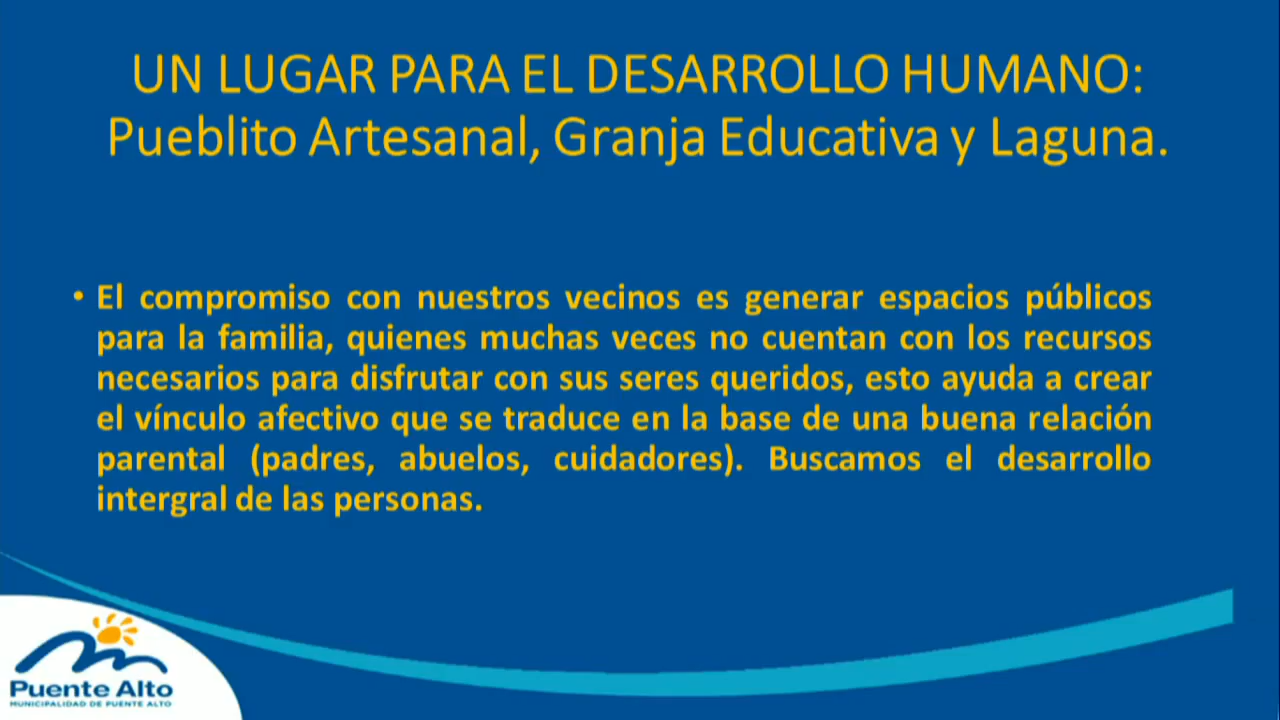 UN LUGAR PARA EL DESARROLLO HUMANO:
Pueblito Artesanal, Granja Educativa y Laguna.
• El compromiso con nuestros vecinos es generar espacios públicos
para la familia, quienes muchas veces no cuentan con los recursos
necesarios para disfrutar con sus seres queridos, esto ayuda a crear
el vínculo afectivo que se traduce en la base de una buena relación
parental (padres, abuelos, cuidadores). Buscamos el desarrollo
intergral de las personas.
Puente Alto
MUNICIPALIDAD DE PUENTE ALTO